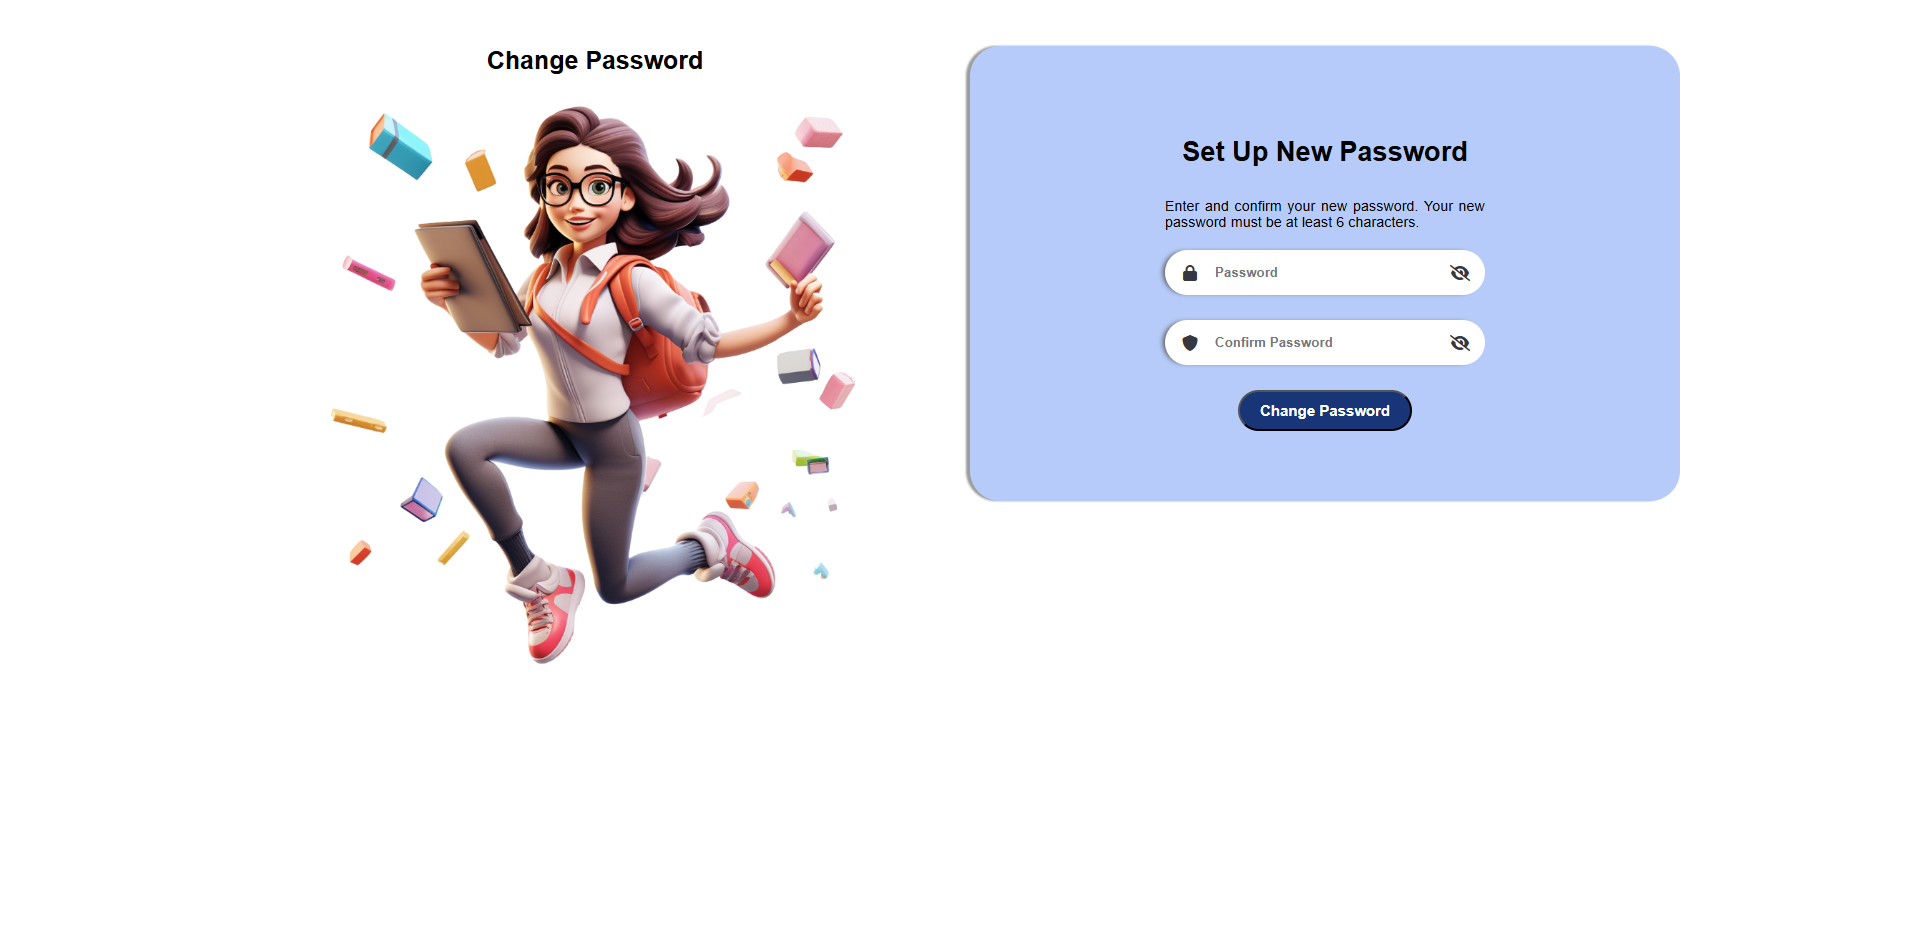 Change Password
Set Up New Password
Enter and confirm your new password. Your new
password must be at least 6 characters.
Password
Confirm Password
Change Password